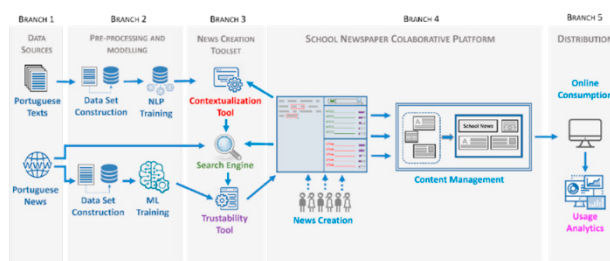 BRANCH 1
BRANCH 2
BRANCH 3
BRANCH 4
BRANCH 5
DATA
SOURCES
PRE-PROCESSING AND
MODELLING
NEWS CREATION
TOOLSET
SCHOOL NEWSPAPER COLABORATIVE PLATFORM
DISTRIBUTION
Portuguese
Texts
Data Set
Construction
NLP
Training
Contextualization
Tool
Search Engine
WWW
Portuguese
News
Data Set
Construction
ML
Training
Trustability
Tool
News Creation
School News
Content Management
Online
Consumption
Usage
Analytics